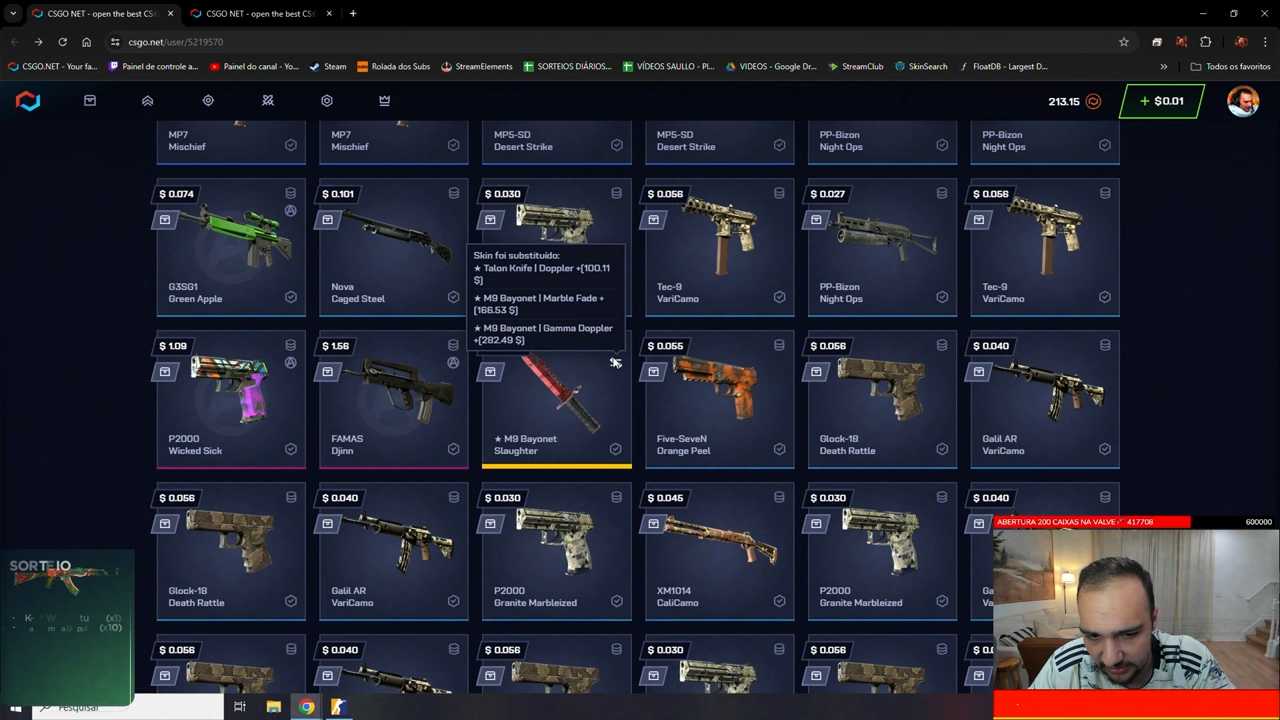 CSGO NET - open the best CS
CSGO NET - open the best CS
csgo.net/user/5219570
CSGO.NET - Your fa...
Painel de controle a...
Painel do canal - Yo...
Steam
Rolada dos Subs
StreamElements
SORTEIOS DIÁRIOS...
VÍDEOS SAULLO - Pl...
VIDEOS - Google Dr...
StreamClub
SkinSearch
FloatDB - Largest D...
Todos os favoritos
213.15
+ $0.01
MP7
Mischief
MP7
Mischief
MP5-SD
Desert Strike
MP5-SD
Desert Strike
PP-Bizon
Night Ops
PP-Bizon
Night Ops
$ 0.074
G3SG1
Green Apple
$ 0.101
Nova
Caged Steel
$ 0.030
Skin foi substituído:
★ Talon Knife | Doppler +(100.11
$)
★ M9 Bayonet | Marble Fade +
(166.53 $)
★ M9 Bayonet | Gamma Doppler
+(282.49 $)
$ 0.056
Tec-9
VariCamo
$ 0.027
PP-Bizon
Night Ops
$ 0.056
Tec-9
VariCamo
$ 1.09
P2000
Wicked Sick
$ 1.56
FAMAS
Djinn
★ M9 Bayonet
Slaughter
$ 0.055
Five-SeveN
Orange Peel
$ 0.056
Glock-18
Death Rattle
$ 0.040
Galil AR
VariCamo
$ 0.056
Glock-18
Death Rattle
$ 0.040
Galil AR
VariCamo
$ 0.030
P2000
Granite Marbleized
$ 0.045
XM1014
CaliCamo
$ 0.030
P2000
Granite Marbleized
$ 0.040
Ga
Va
$ 0.056
$ 0.040
$ 0.056
$ 0.030
$ 0.056
$ 0.0
ABERTURA 200 CAIXAS NA VALVE
417708
600000
SORTEIO
(x1)
(x10)
Pesquisar